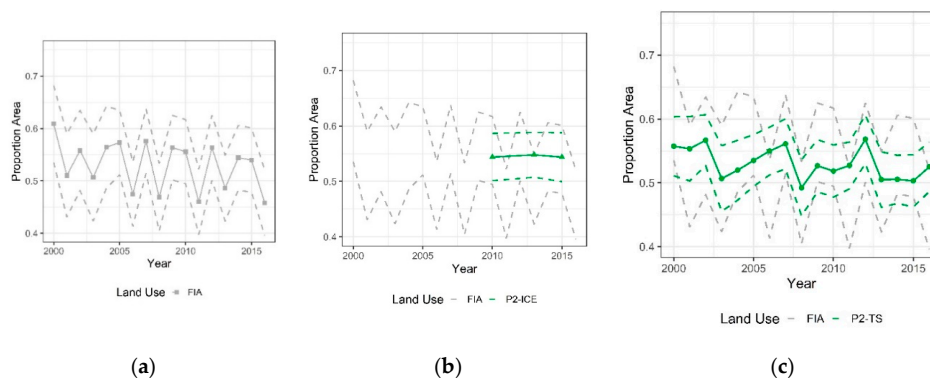 Proportion Area
0.7
0.6
0.5
0.4
2000 2005 2010 2015
Year
Land Use FIA
(a)
Proportion Area
0.7
0.6
0.5
0.4
2000 2005 2010 2015
Year
Land Use FIA P2-ICE
(b)
Proportion Area
0.7
0.6
0.5
0.4
2000 2005 2010 2015
Year
Land Use FIA P2-TS
(c)